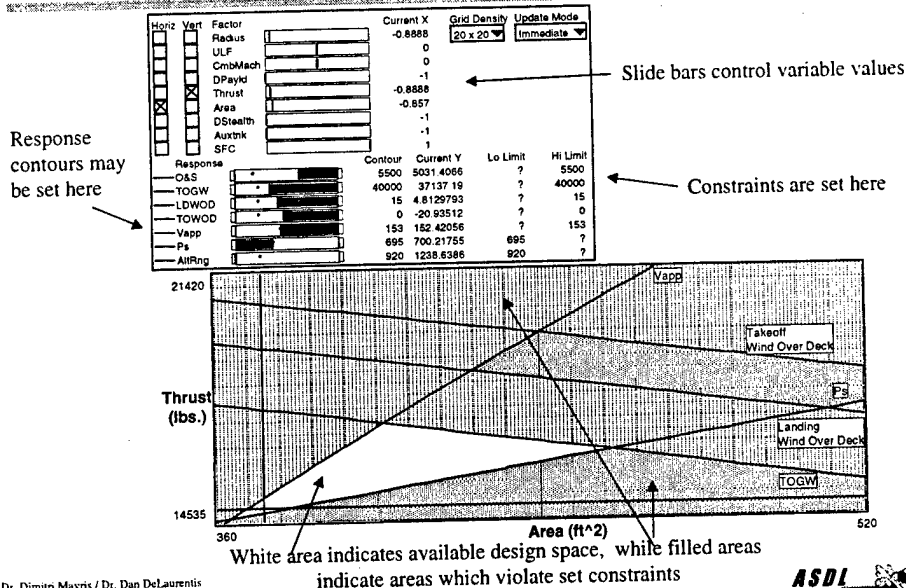 Horiz Vert Factor Current X Grid Density Update Mode
Radius -0.8888 20 x 20 Immediate
ULF 0
CmbMach 0
DPayld -1
Thrust -0.8888
Area -0.857
DStealth -1
Auxtnk -1
SFC 1
Slide bars control variable values
Response
contours may
be set here
Response Contour Current Y Lo Limit Hi Limit
O&S 5500 5031.4066 ? 5500
TOGW 40000 37137.19 ? 40000
LDWOD 15 4.8129793 ? 15
TOWOD 0 -20.93512 ? 0
Vapp 153 152.42056 ? 153
Ps 695 700.21755 695 ?
AltRng 920 1238.6386 920 ?
Constraints are set here
21420
Vapp
Takeoff
Wind Over Deck
Ps
Thrust
(lbs.)
Landing
Wind Over Deck
TOGW
14535
360
Area (ft^2)
520
White area indicates available design space, while filled areas
indicate areas which violate set constraints
Dr. Dimitri Mavris / Dr. Dan DeLaurentis
ASDL